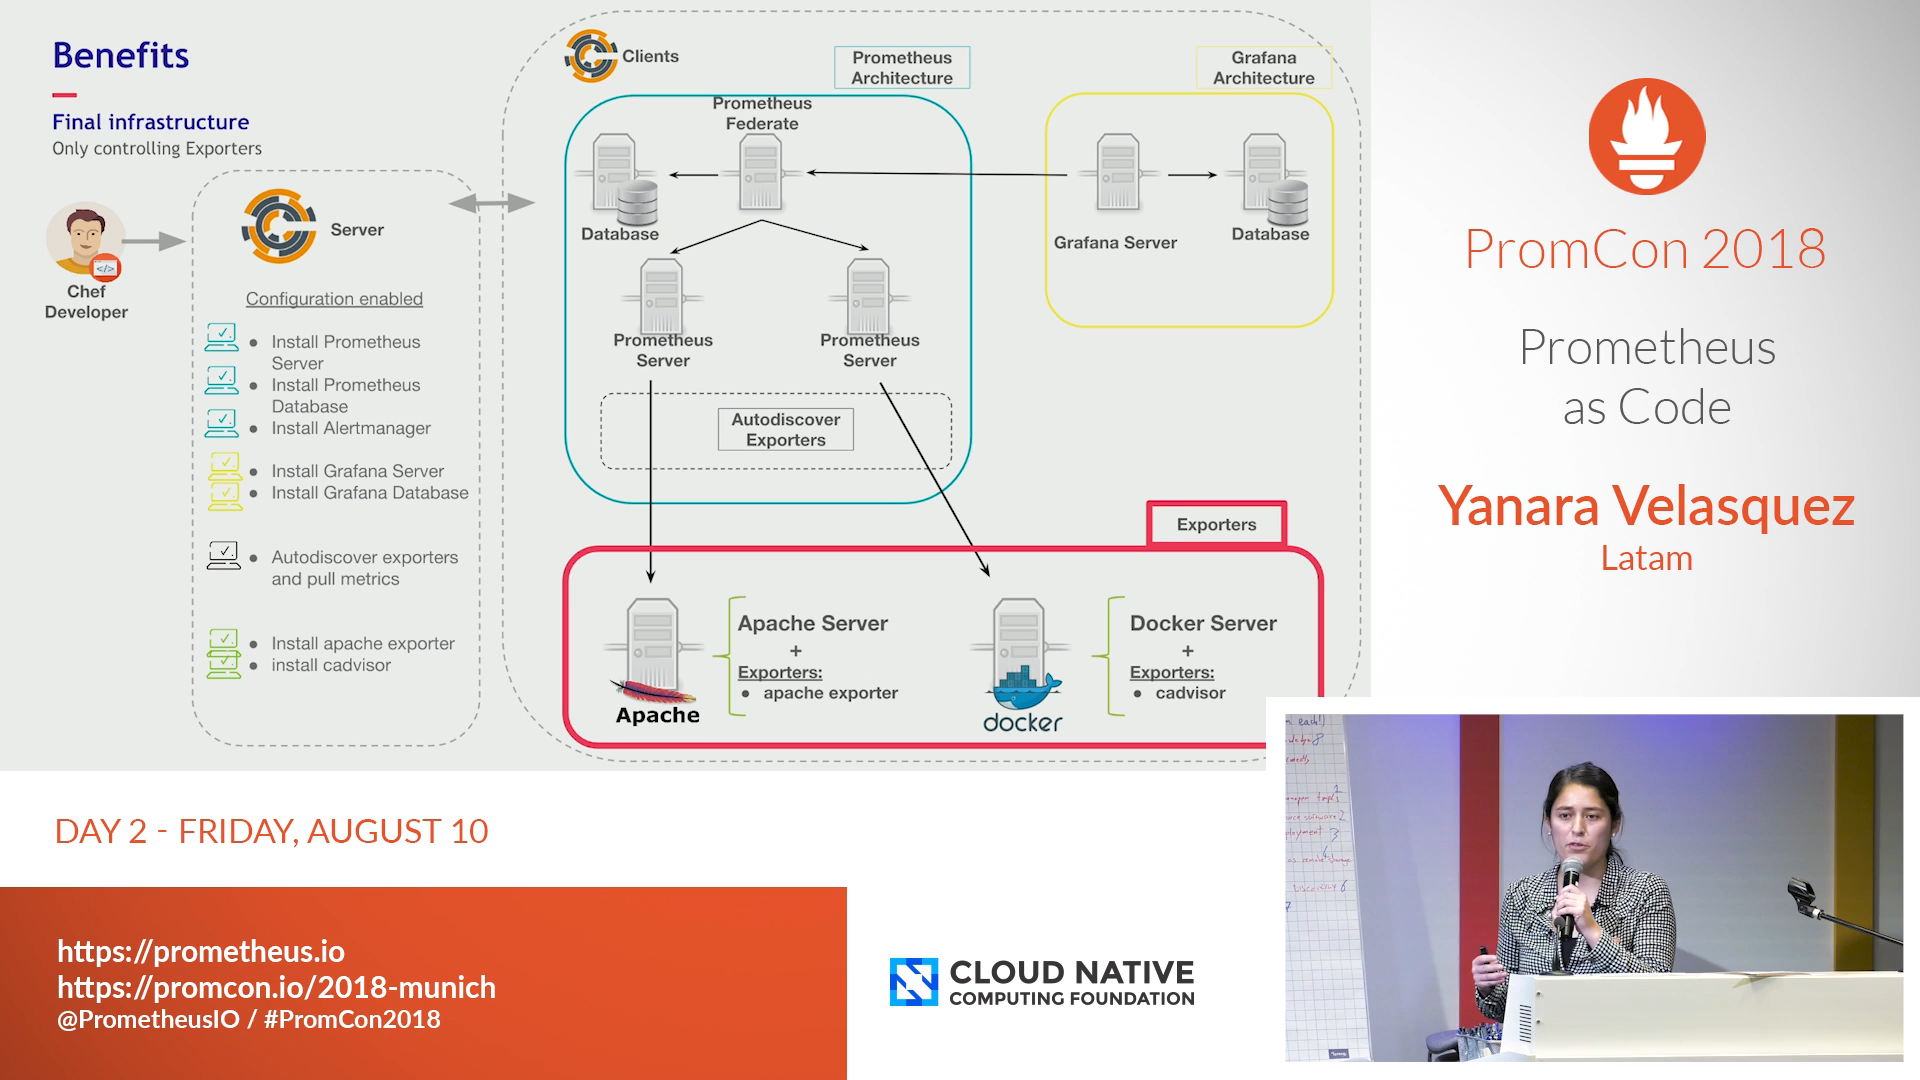 Benefits
Final infrastructure
Only controlling Exporters
Chef
Developer
Server
Configuration enabled
● Install Prometheus
Server
● Install Prometheus
Database
● Install Alertmanager
● Install Grafana Server
● Install Grafana Database
● Autodiscover exporters
and pull metrics
● Install apache exporter
● install cadvisor
Clients
Prometheus
Architecture
Grafana
Architecture
Prometheus
Federate
Database
Grafana Server
Database
Prometheus
Server
Prometheus
Server
Autodiscover
Exporters
Exporters
Apache
Apache Server
+
Exporters:
● apache exporter
docker
Docker Server
+
Exporters:
● cadvisor
PromCon 2018
Prometheus
as Code
Yanara Velasquez
Latam
DAY 2 - FRIDAY, AUGUST 10
https://prometheus.io
https://promcon.io/2018-munich
@PrometheusIO / #PromCon2018
CLOUD NATIVE
COMPUTING FOUNDATION
each!)